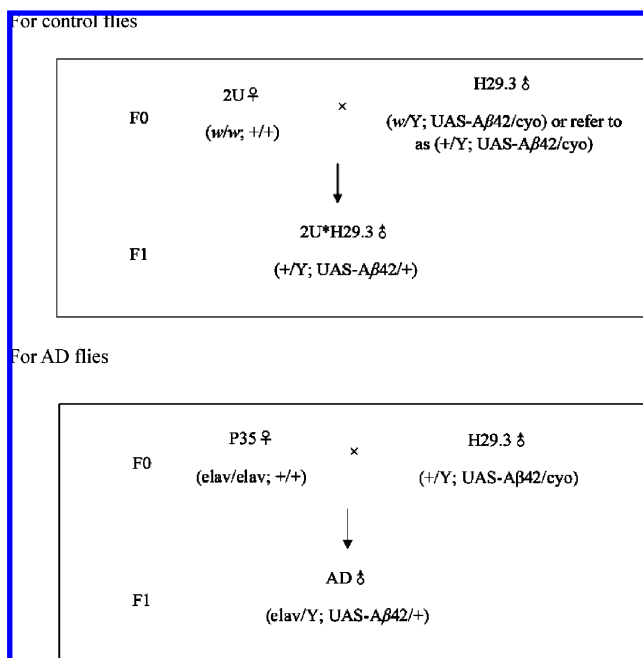 For control flies
2U♀ × H29.3♂
F0
(w/w; +/+) (w/Y; UAS-Aβ42/cyo) or refer to
as (+/Y; UAS-Aβ42/cyo)
2U*H29.3♂
F1
(+/Y; UAS-Aβ42/+)
For AD flies
P35♀ × H29.3♂
F0
(elav/elav; +/+) (+/Y; UAS-Aβ42/cyo)
AD♂
F1
(elav/Y; UAS-Aβ42/+)